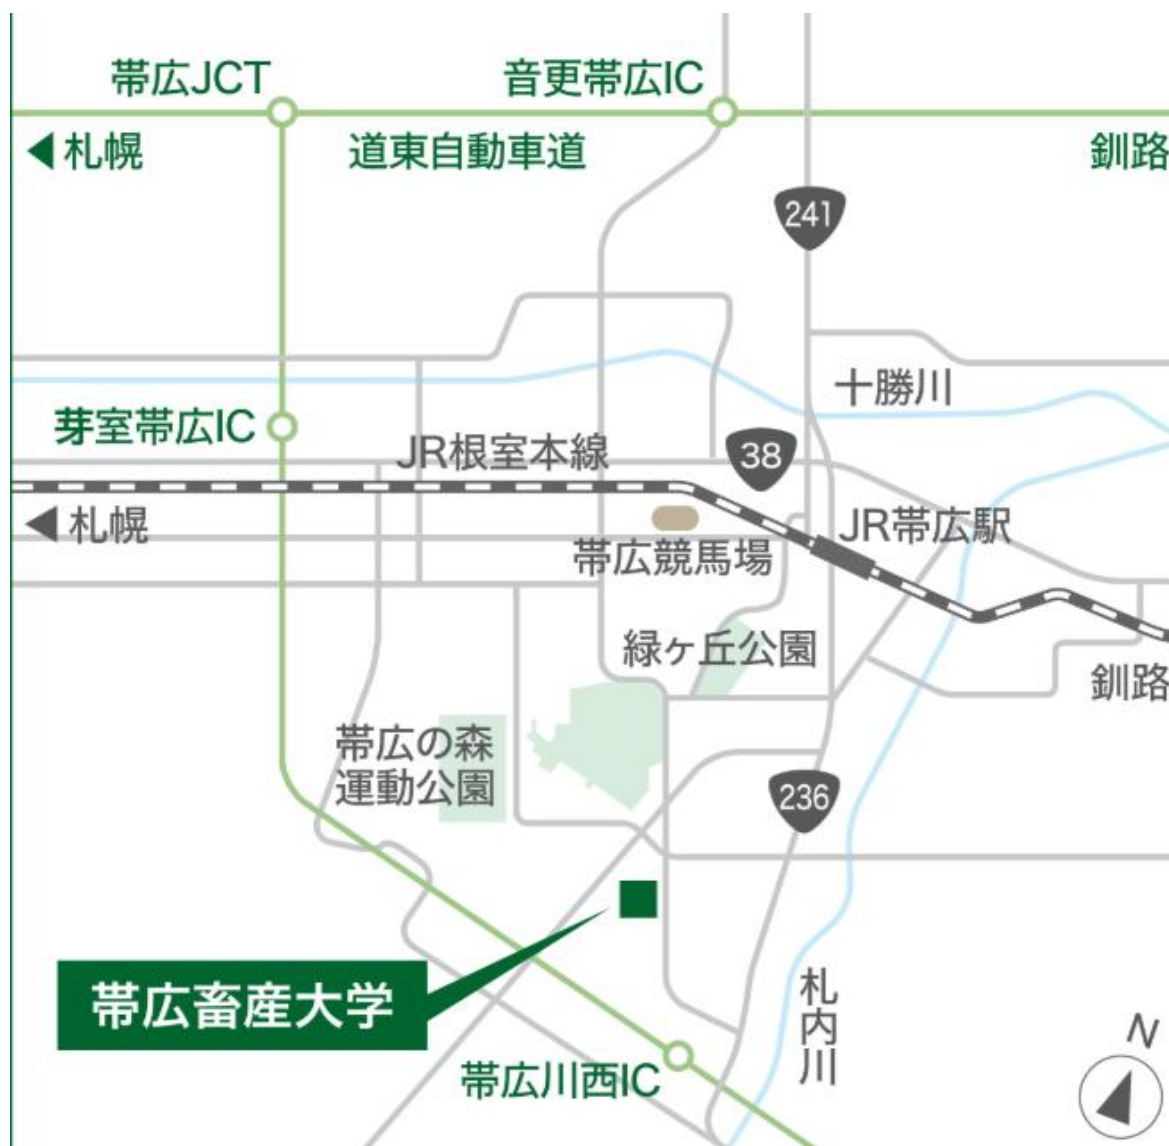 帯広JCT
音更帯広IC
札幌
道東自動車道
釧路
241
十勝川
芽室帯広IC
JR根室本線
38
札幌
JR帯広駅
帯広競馬場
緑ヶ丘公園
釧路
帯広の森
運動公園
236
帯広畜産大学
札内川
帯広川西IC
N